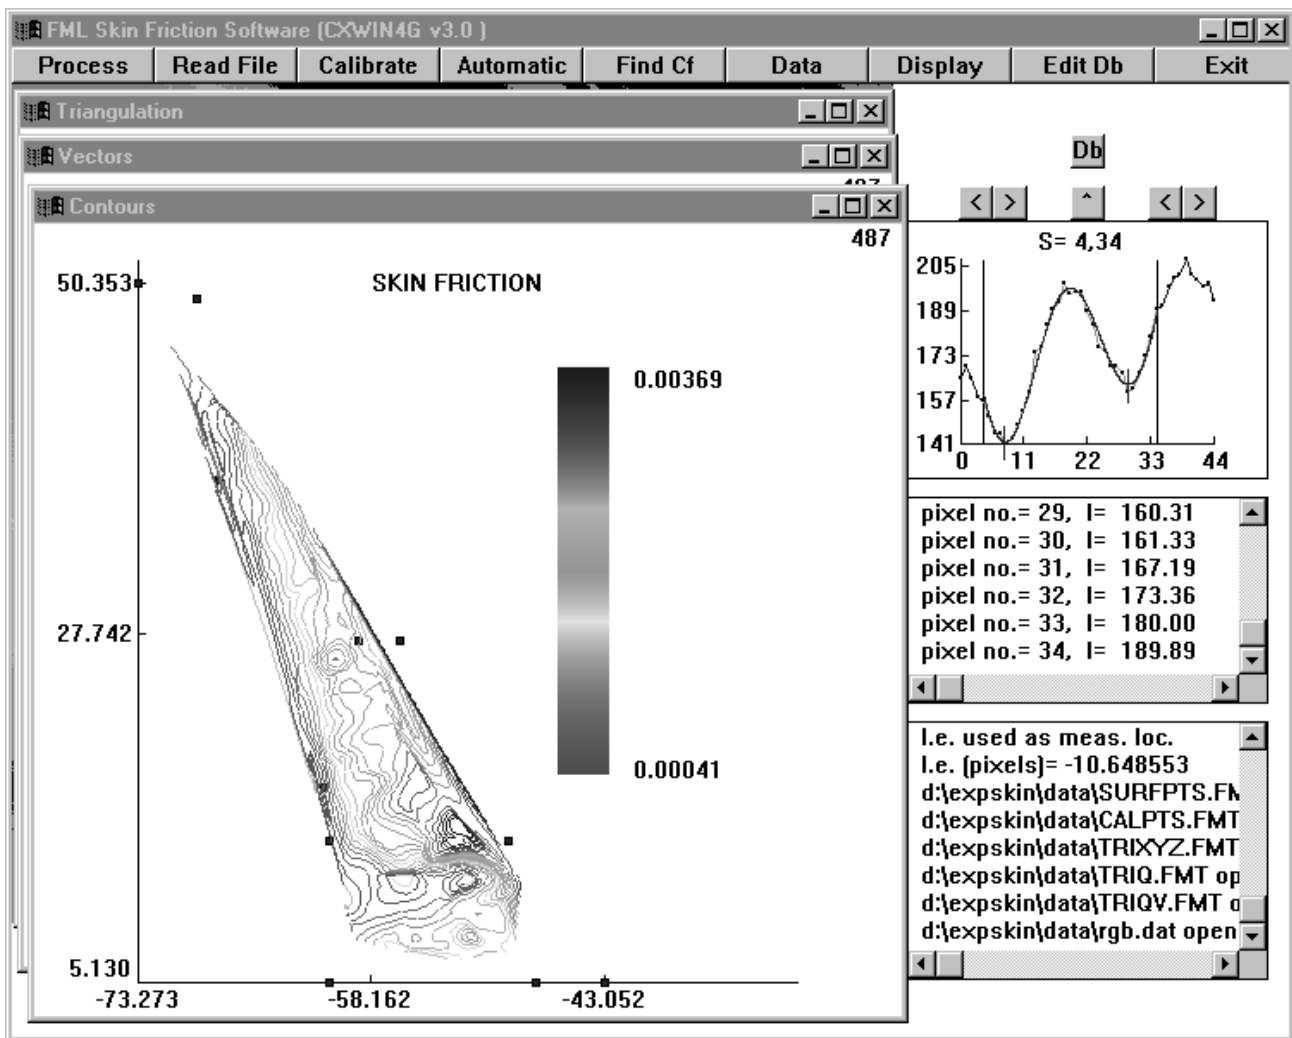 FML Skin Friction Software (CXWIN4G v3.0 )
Process Read File Calibrate Automatic Find Cf Data Display Edit Db Exit
Triangulation
Vectors
Contours
487
SKIN FRICTION
50.353
27.742
5.130
-73.273 -58.162 -43.052
0.00369
0.00041
Db
< > ^ < >
S= 4,34
205
189
173
157
141
0 11 22 33 44
pixel no.= 29, I= 160.31
pixel no.= 30, I= 161.33
pixel no.= 31, I= 167.19
pixel no.= 32, I= 173.36
pixel no.= 33, I= 180.00
pixel no.= 34, I= 189.89
l.e. used as meas. loc.
l.e. (pixels)= -10.648553
d:\expskin\data\SURFPTS.FM
d:\expskin\data\CALPTS.FMT
d:\expskin\data\TRIXYZ.FMT
d:\expskin\data\TRIQ.FMT op
d:\expskin\data\TRIQV.FMT o
d:\expskin\data\rgb.dat open